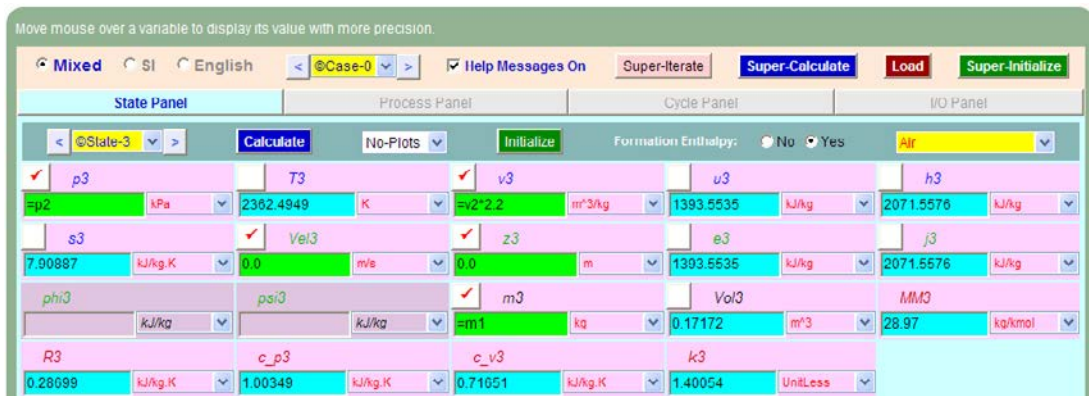 Move mouse over a variable to display its value with more precision.
Mixed SI English < ©Case-0 > Help Messages On Super-Iterate Super-Calculate Load Super-Initialize
State Panel Process Panel Cycle Panel I/O Panel
< ©State-3 > Calculate No-Plots Initialize Formation Enthalpy: No Yes Air
p3 T3 v3 u3 h3
=p2 kPa 2362.4949 K =v2*2.2 m^3/kg 1393.5535 kJ/kg 2071.5576 kJ/kg
s3 Vel3 z3 e3 j3
7.90887 kJ/kg.K 0.0 m/s 0.0 m 1393.5535 kJ/kg 2071.5576 kJ/kg
phi3 psi3 m3 Vol3 MM3
kJ/kg kJ/kg =m1 kg 0.17172 m^3 28.97 kg/kmol
R3 c_p3 c_v3 k3
0.28699 kJ/kg.K 1.00349 kJ/kg.K 0.71651 kJ/kg.K 1.40054 UnitLess